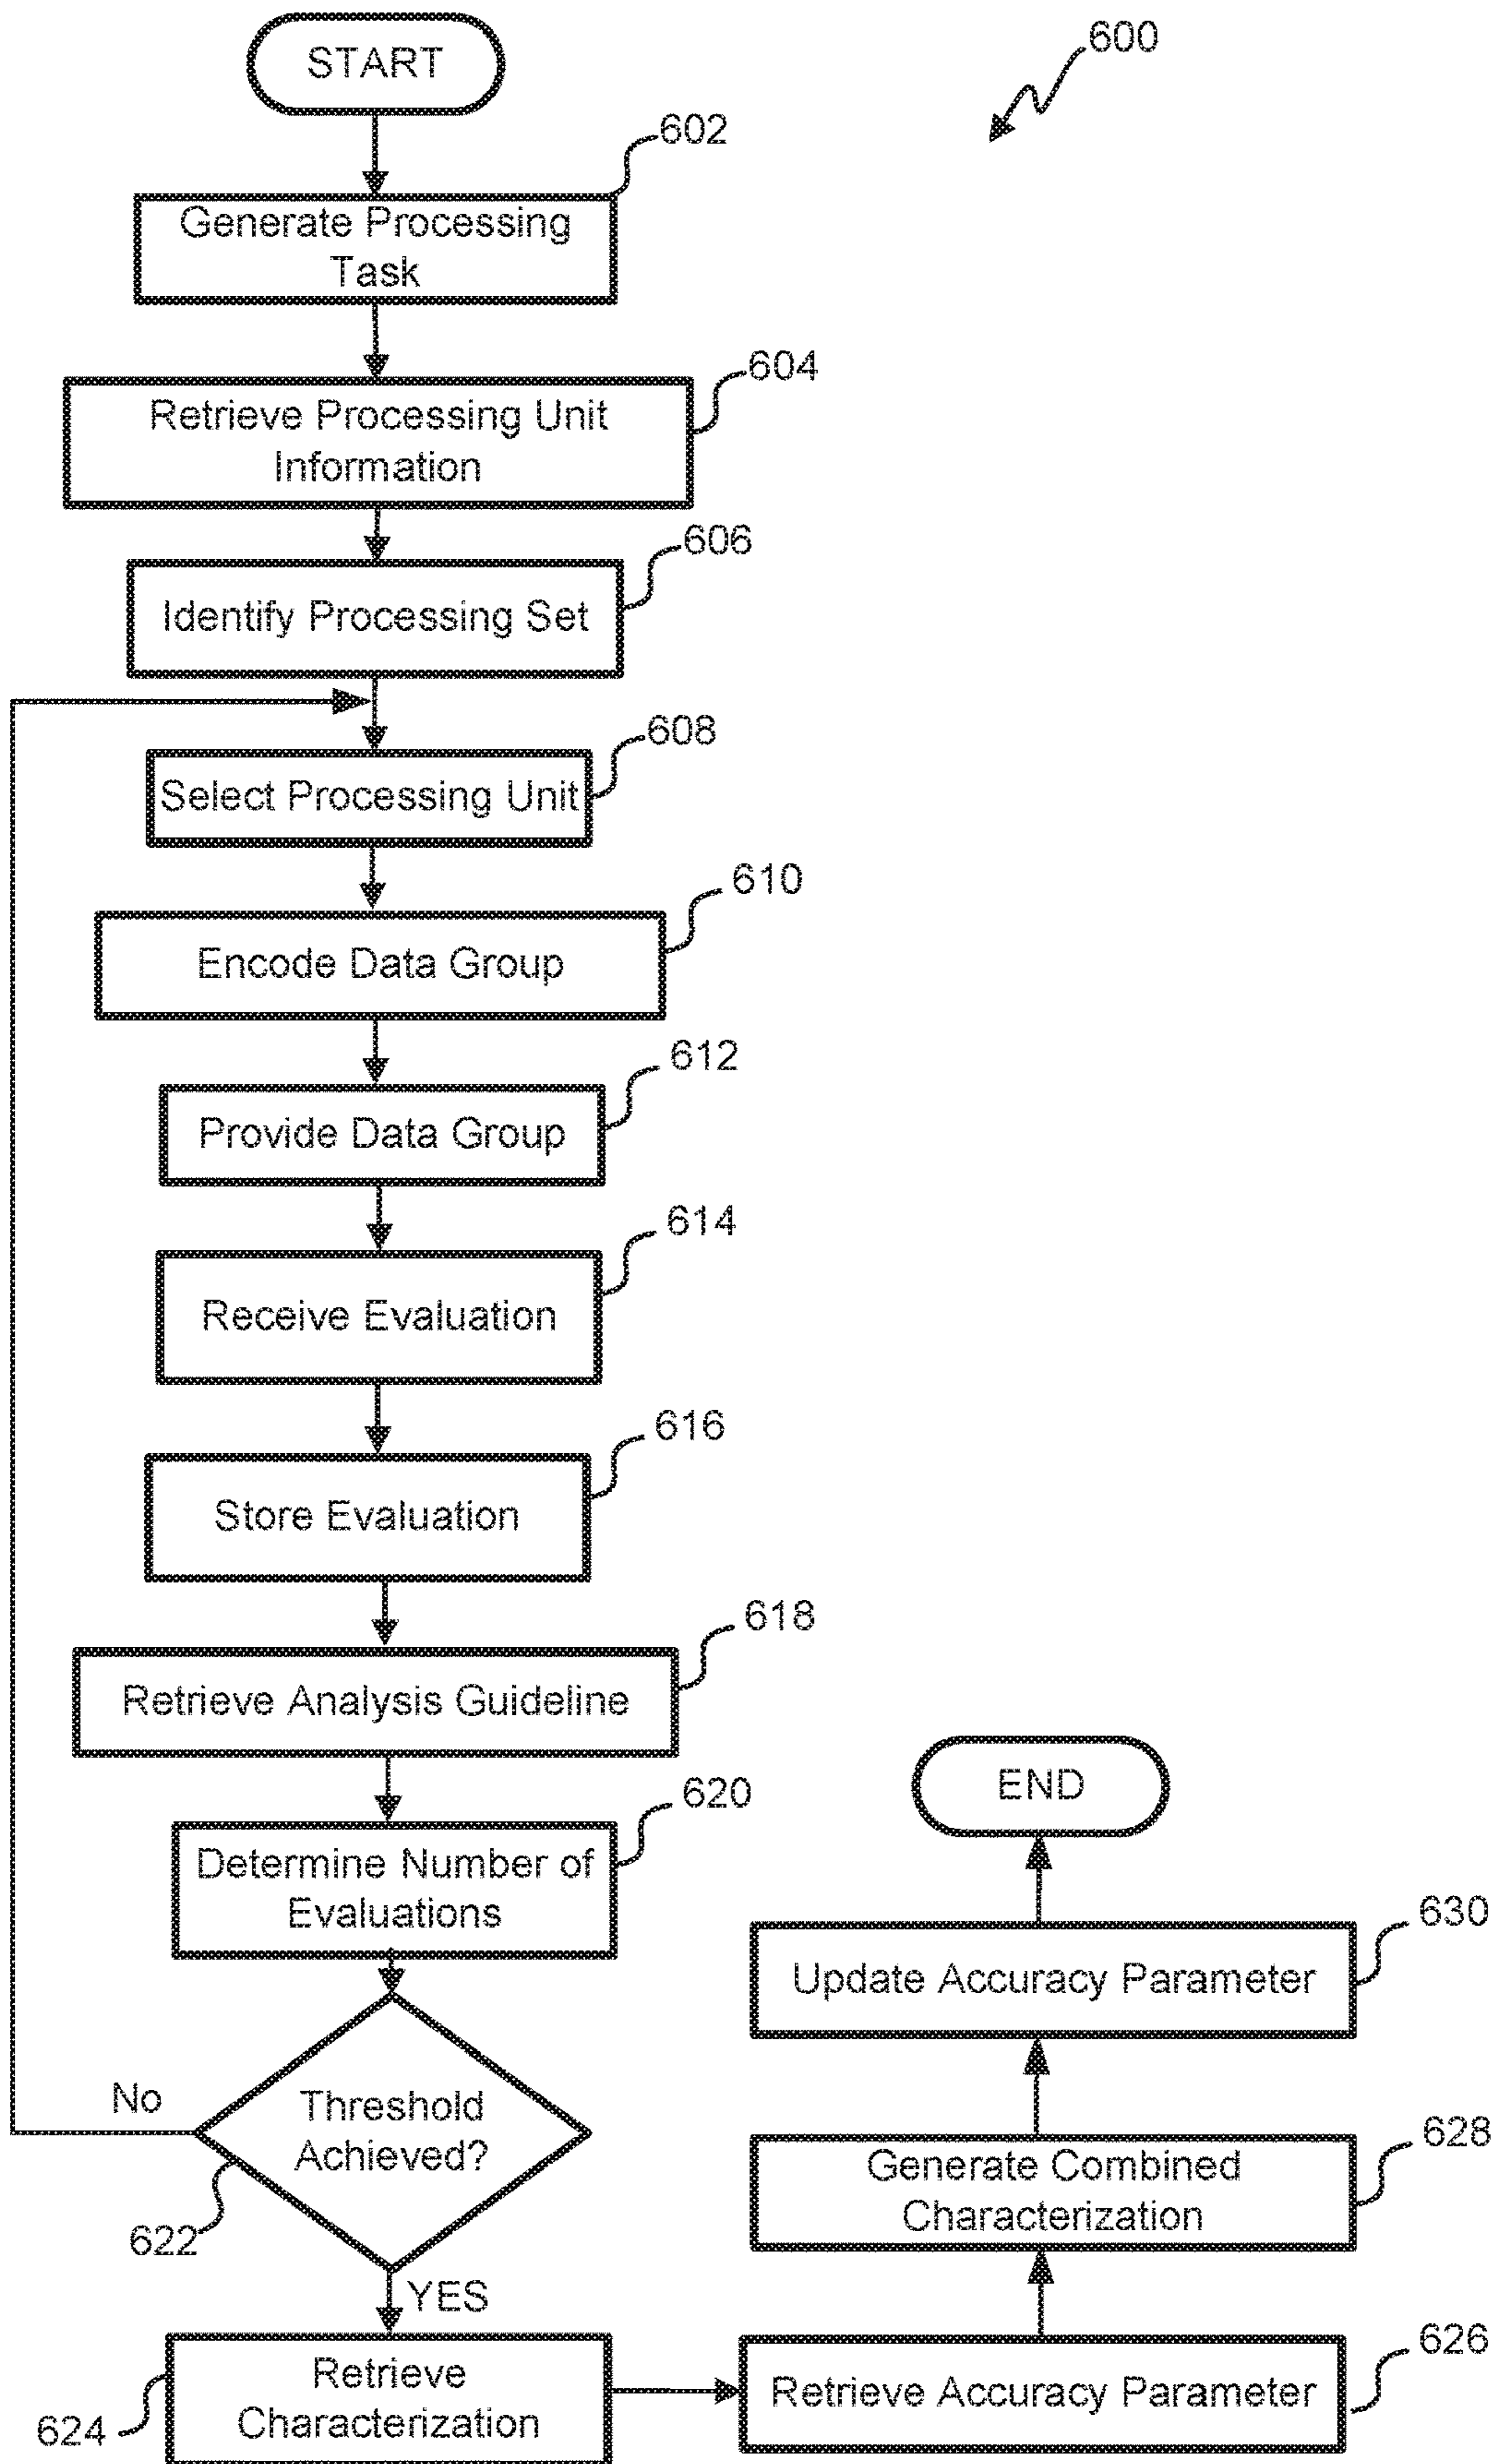 START
600
602
Generate Processing
Task
604
Retrieve Processing Unit
Information
606
Identify Processing Set
608
Select Processing Unit
610
Encode Data Group
612
Provide Data Group
614
Receive Evaluation
616
Store Evaluation
618
Retrieve Analysis Guideline
620
Determine Number of
Evaluations
No
Threshold
Achieved?
622
YES
Retrieve
Characterization
624
626
Retrieve Accuracy Parameter
628
Generate Combined
Characterization
630
Update Accuracy Parameter
END